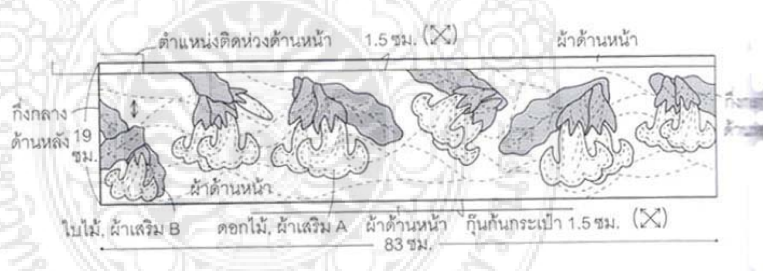 ตำแหน่งติดห่วงด้านหน้า 1.5 ซม. ผ้าด้านหน้า
กึ่งกลาง
ด้านหลัง 19
ซม.
ผ้าด้านหน้า
ใบไม้, ผ้าเสริม B ดอกไม้, ผ้าเสริม A ผ้าด้านหน้า กุ๊นก้นกระเป๋า 1.5 ซม.
83 ซม.